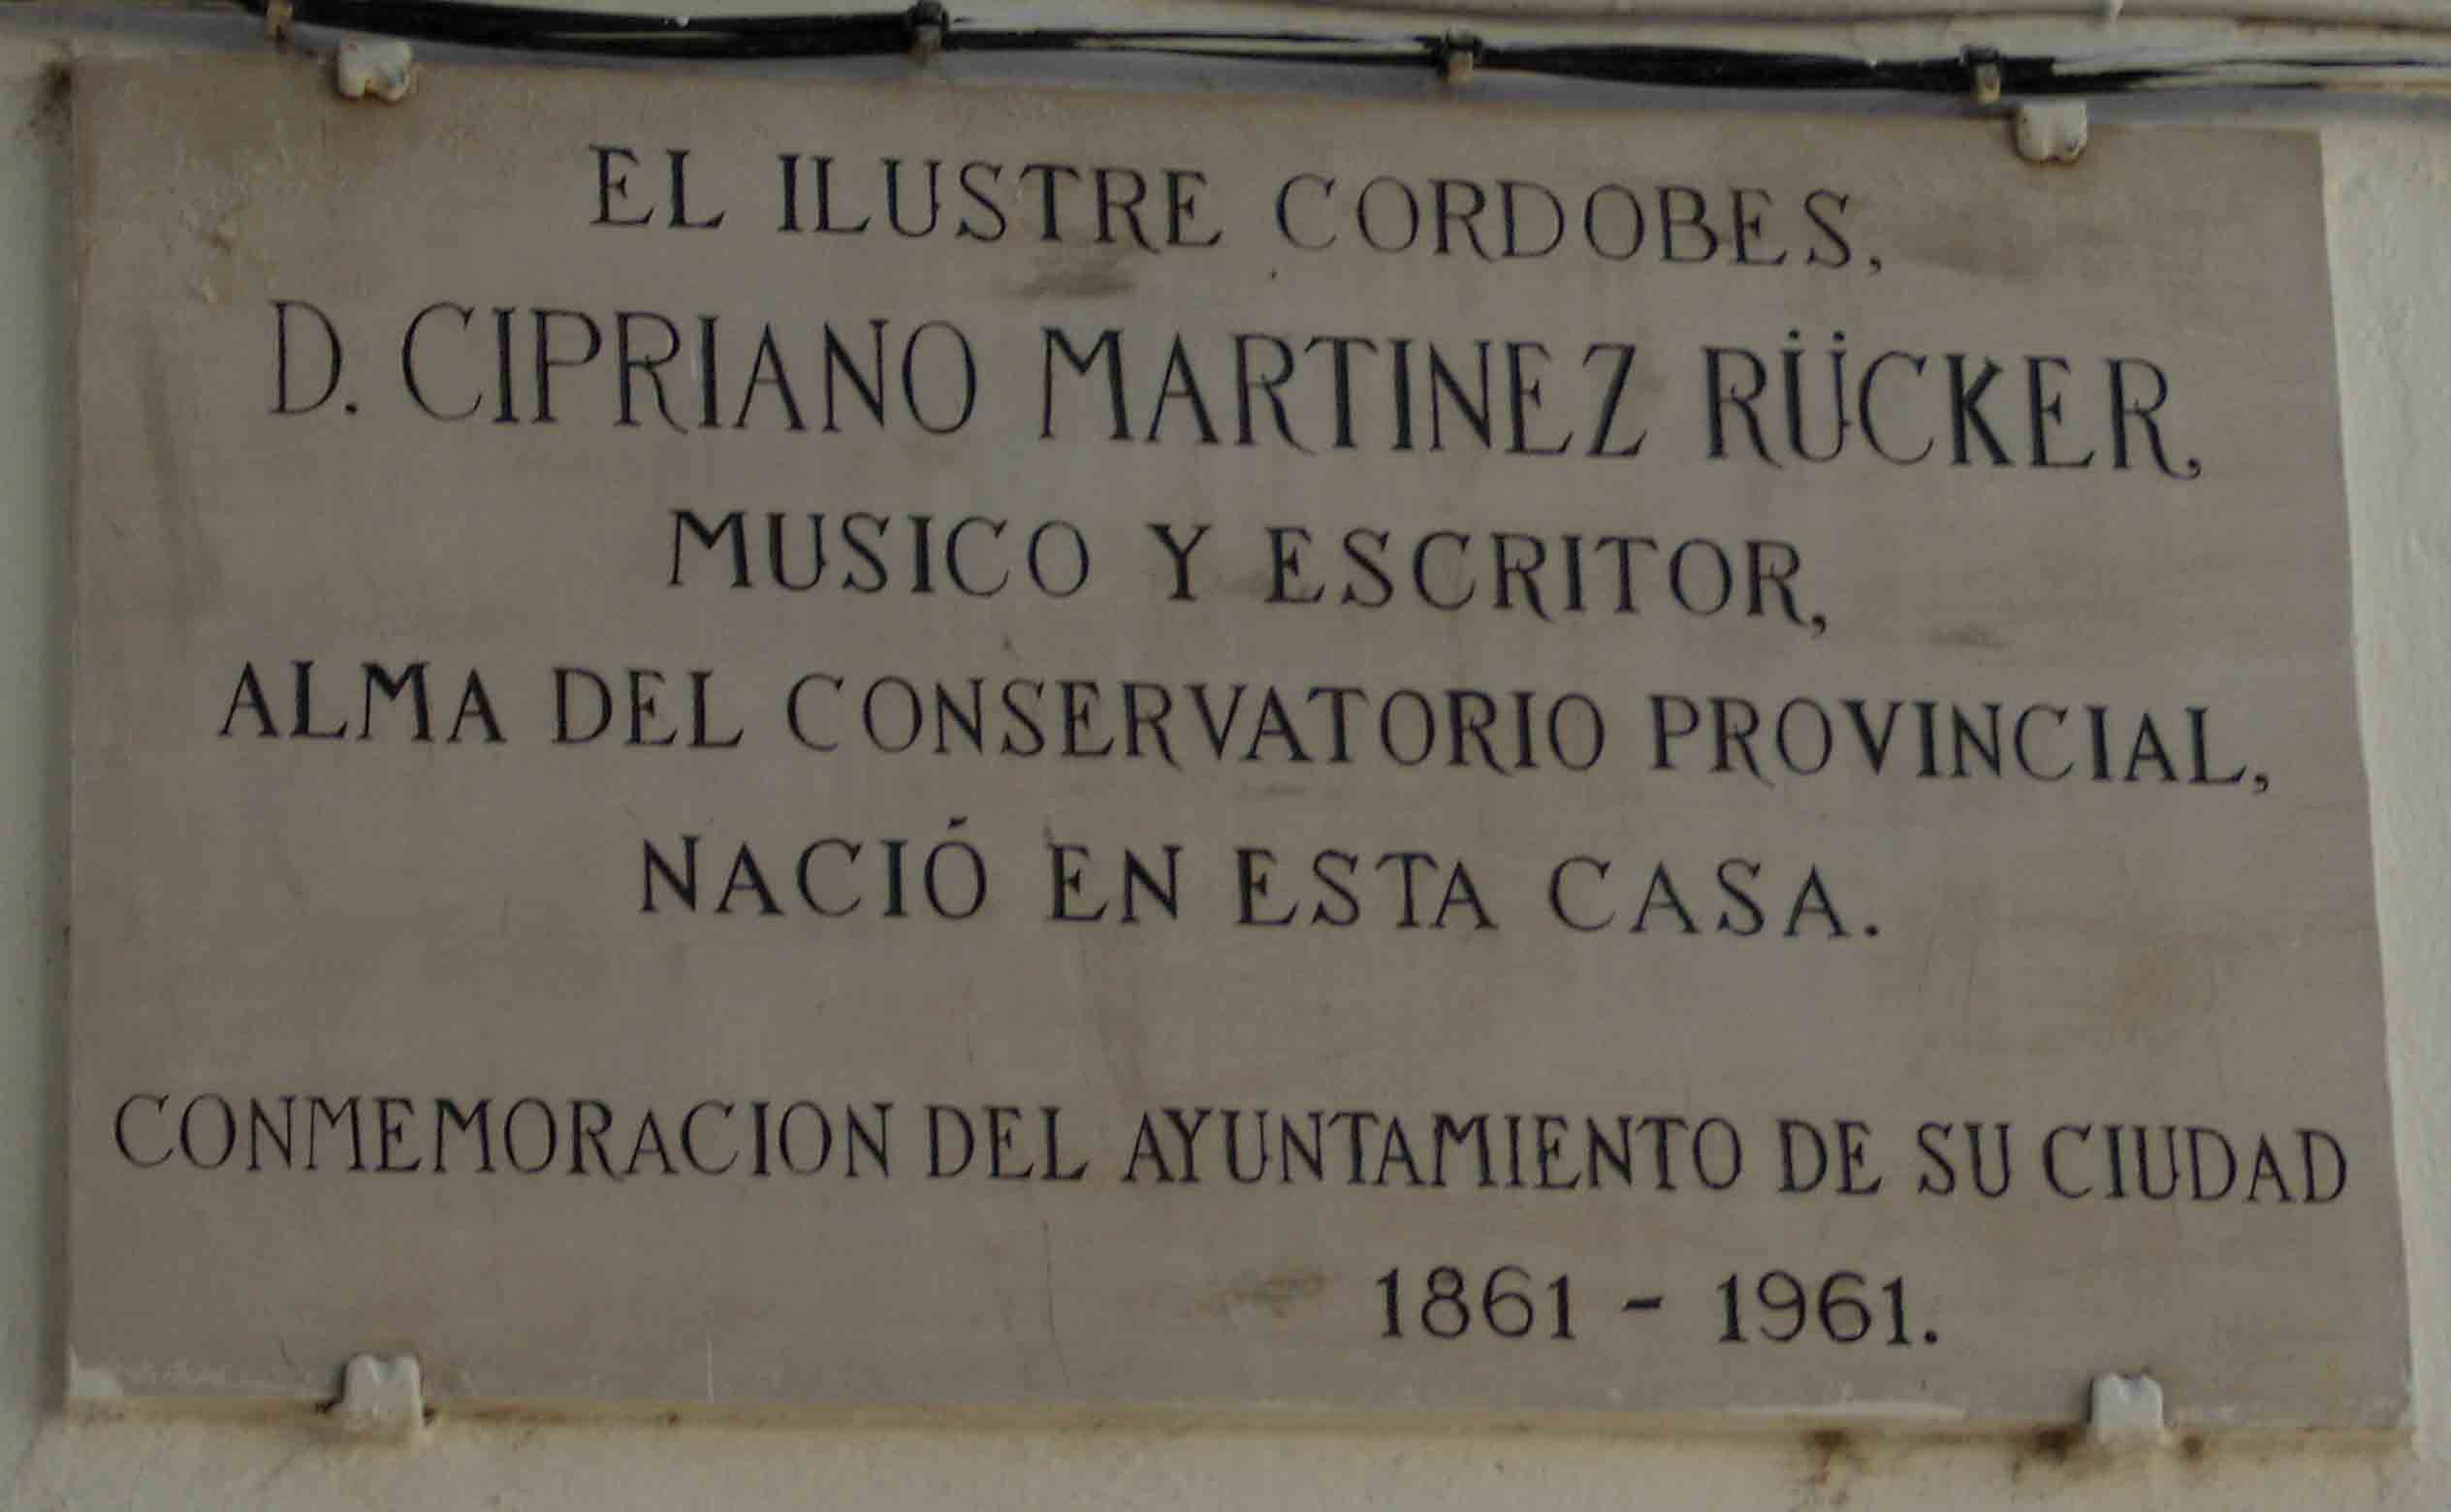 EL ILUSTRE CORDOBES,
D. CIPRIANO MARTINEZ RÜCKER,
MUSICO Y ESCRITOR,
ALMA DEL CONSERVATORIO PROVINCIAL,
NACIÓ EN ESTA CASA.
CONMEMORACION DEL AYUNTAMIENTO DE SU CIUDAD
1861 - 1961.